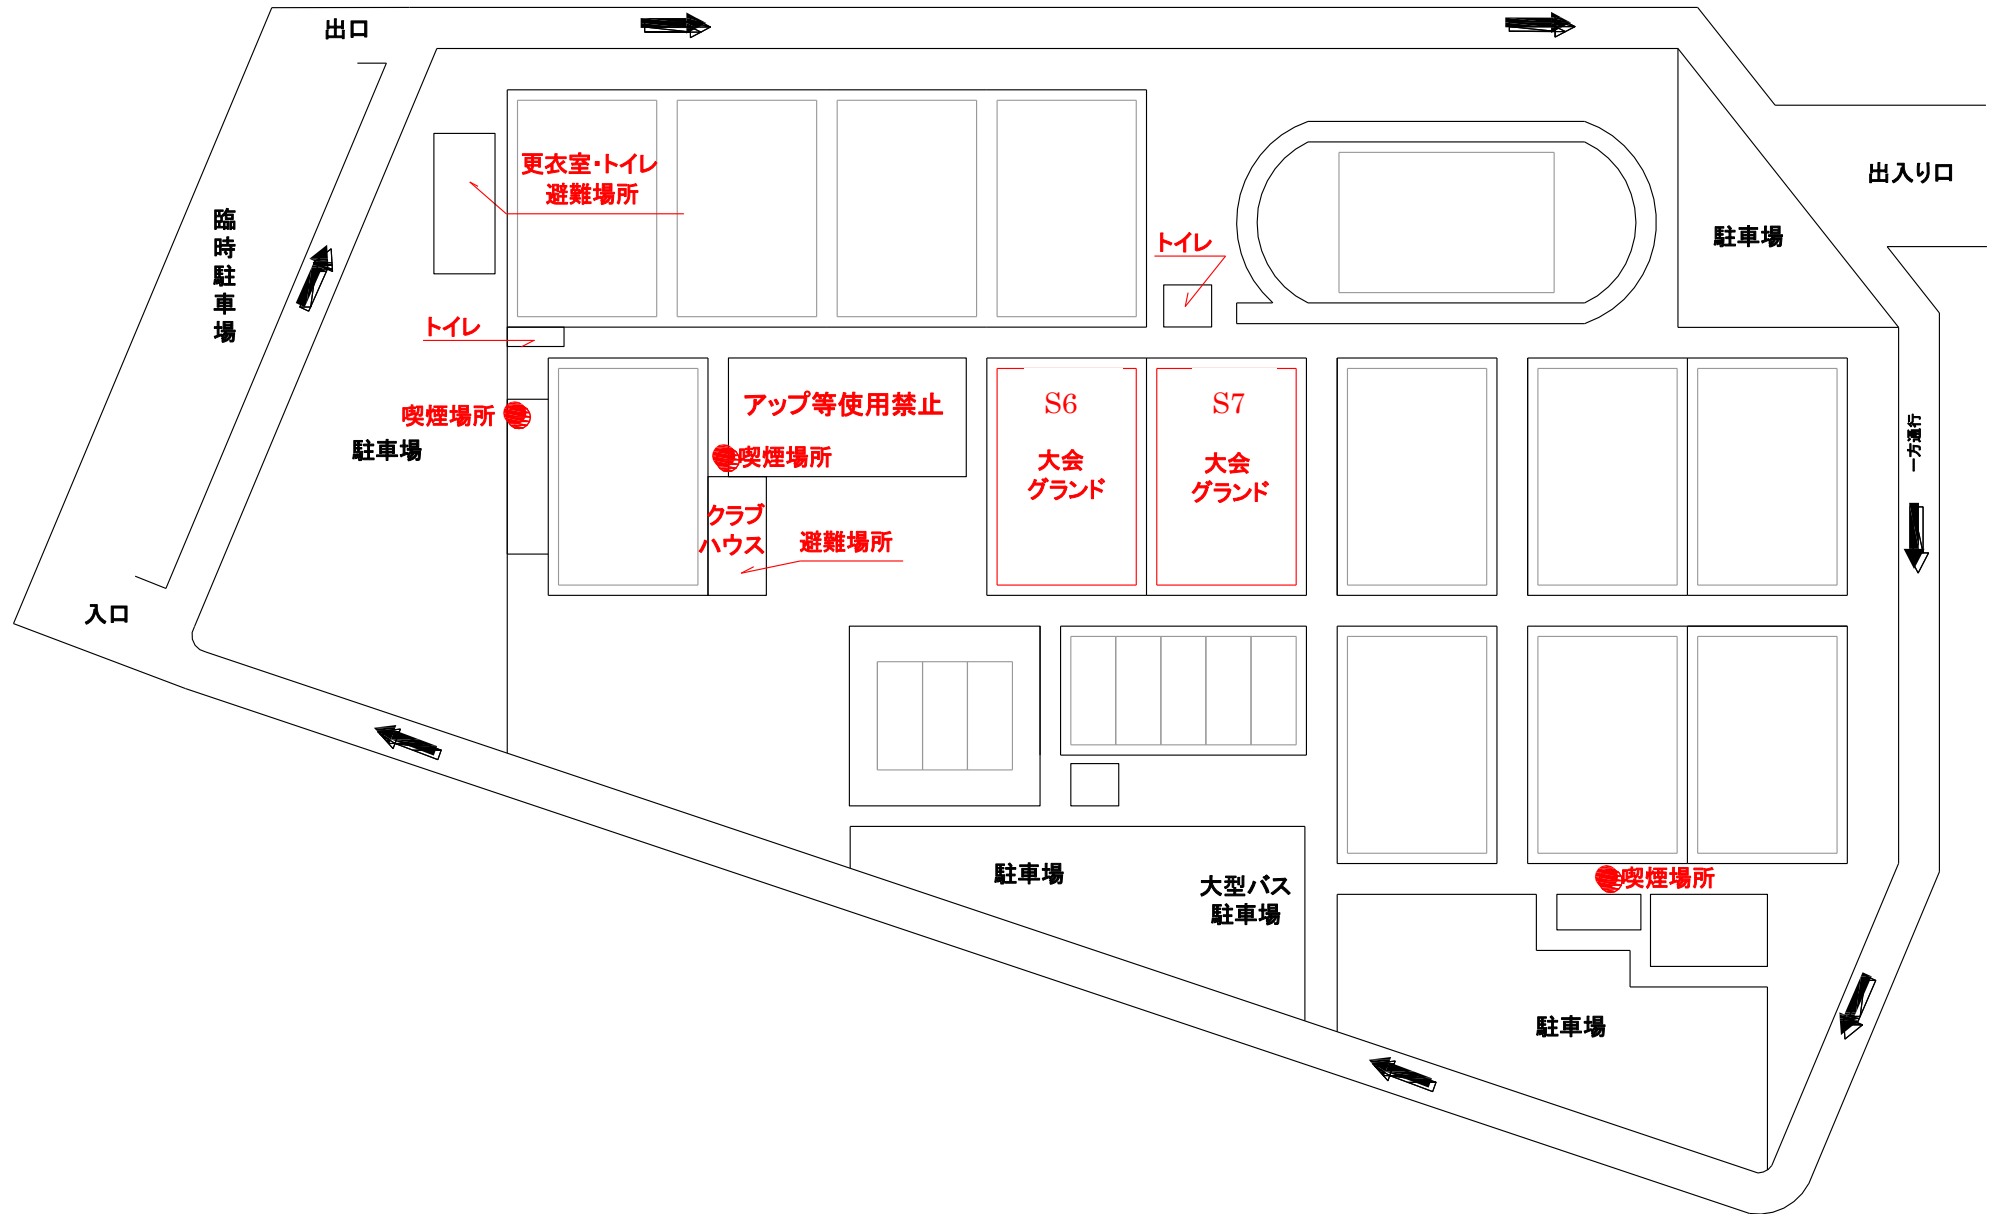 出口
出入り口
更衣室・トイレ
避難場所
臨時駐車場
駐車場
トイレ
トイレ
喫煙場所
駐車場
アップ等使用禁止
喫煙場所
S6
大会
グランド
S7
大会
グランド
一方通行
クラブ
ハウス
避難場所
入口
駐車場
大型バス
駐車場
喫煙場所
駐車場